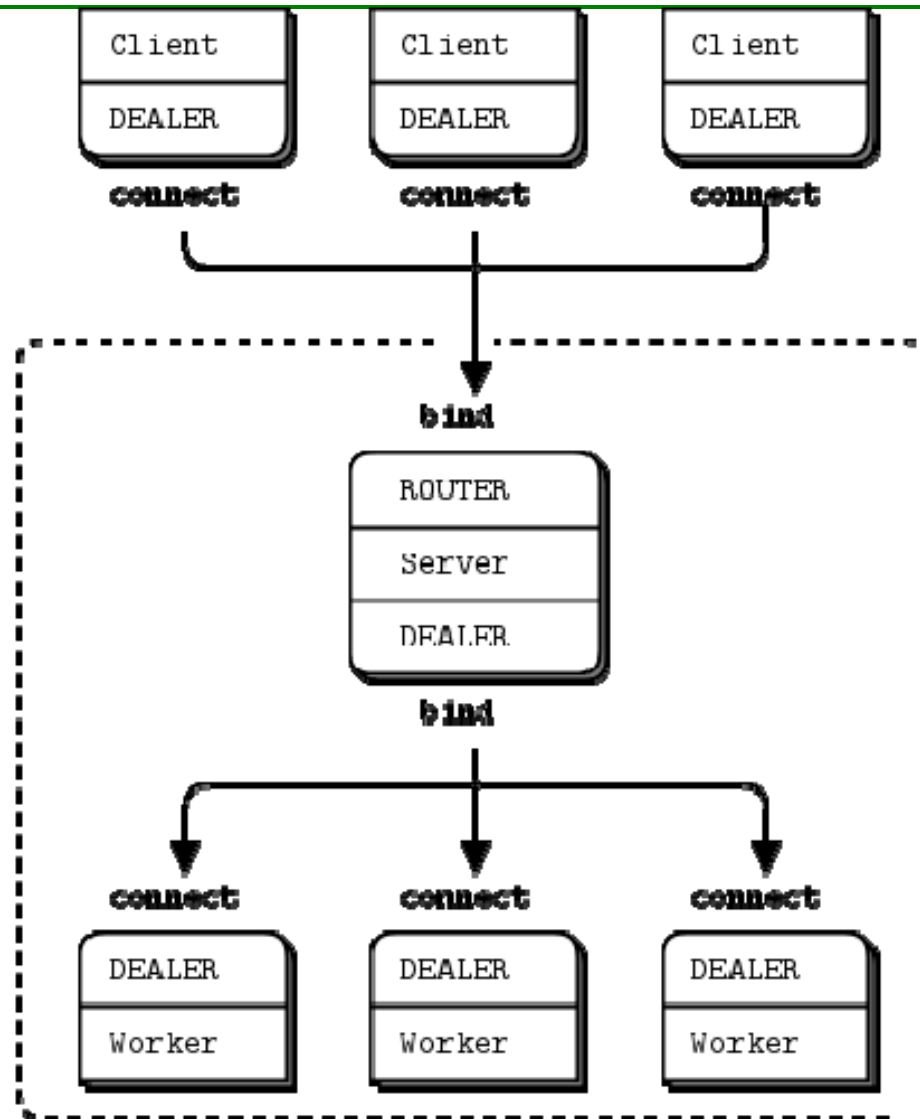 Client Client Client
DEALER DEALER DEALER
connect connect connect
bind
ROUTER
Server
DEALER
bind
connect connect connect
DEALER DEALER DEALER
Worker Worker Worker